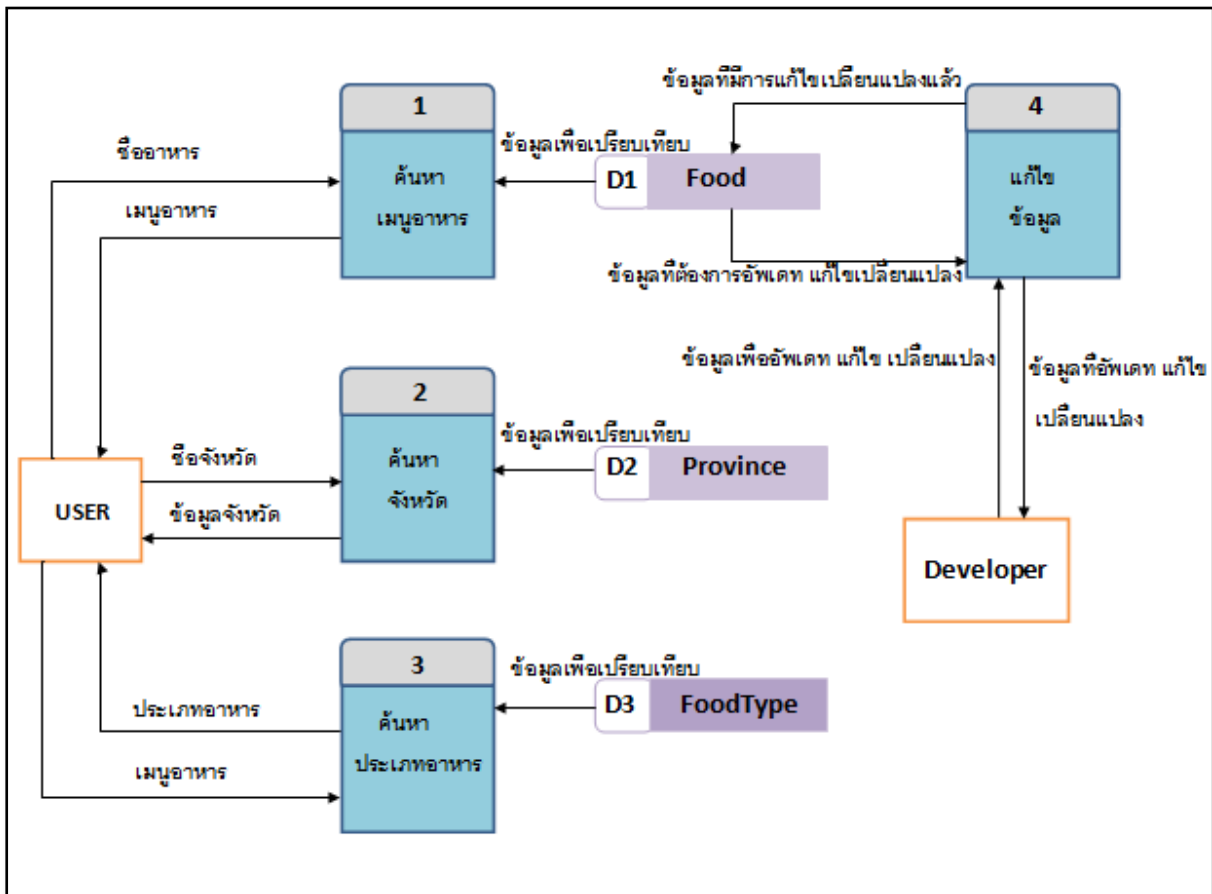 ข้อมูลที่มีการแก้ไขเปลี่ยนแปลงแล้ว
1
4
ชื่ออาหาร
ข้อมูลเพื่อเปรียบเทียบ
ค้นหา
เมนูอาหาร
D1
Food
แก้ไข
ข้อมูล
เมนูอาหาร
ข้อมูลที่ต้องการอัพเดท แก้ไขเปลี่ยนแปลง
ข้อมูลเพื่ออัพเดท แก้ไข เปลี่ยนแปลง
ข้อมูลที่อัพเดท แก้ไข
เปลี่ยนแปลง
2
ข้อมูลเพื่อเปรียบเทียบ
ชื่อจังหวัด
ค้นหา
จังหวัด
D2
Province
USER
ข้อมูลจังหวัด
Developer
3
ข้อมูลเพื่อเปรียบเทียบ
ประเภทอาหาร
ค้นหา
ประเภทอาหาร
D3
FoodType
เมนูอาหาร